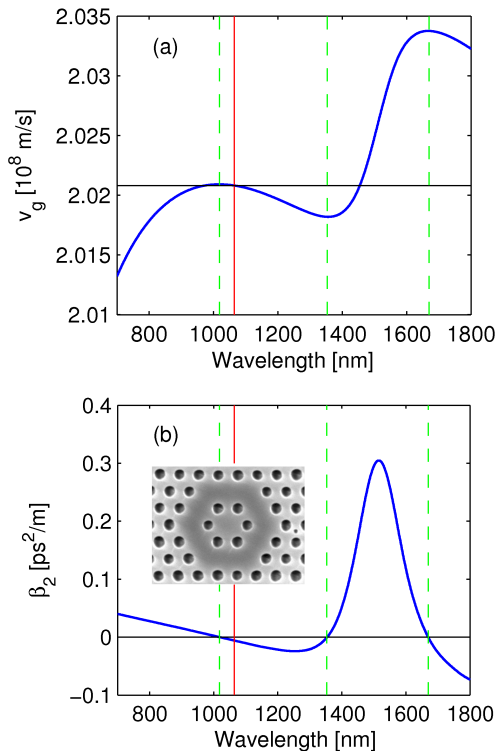 (a)
v_g [10^8 m/s]
2.035
2.03
2.025
2.02
2.015
2.01
800 1000 1200 1400 1600 1800
Wavelength [nm]
(b)
β_2 [ps^2/m]
0.4
0.3
0.2
0.1
0
−0.1
800 1000 1200 1400 1600 1800
Wavelength [nm]